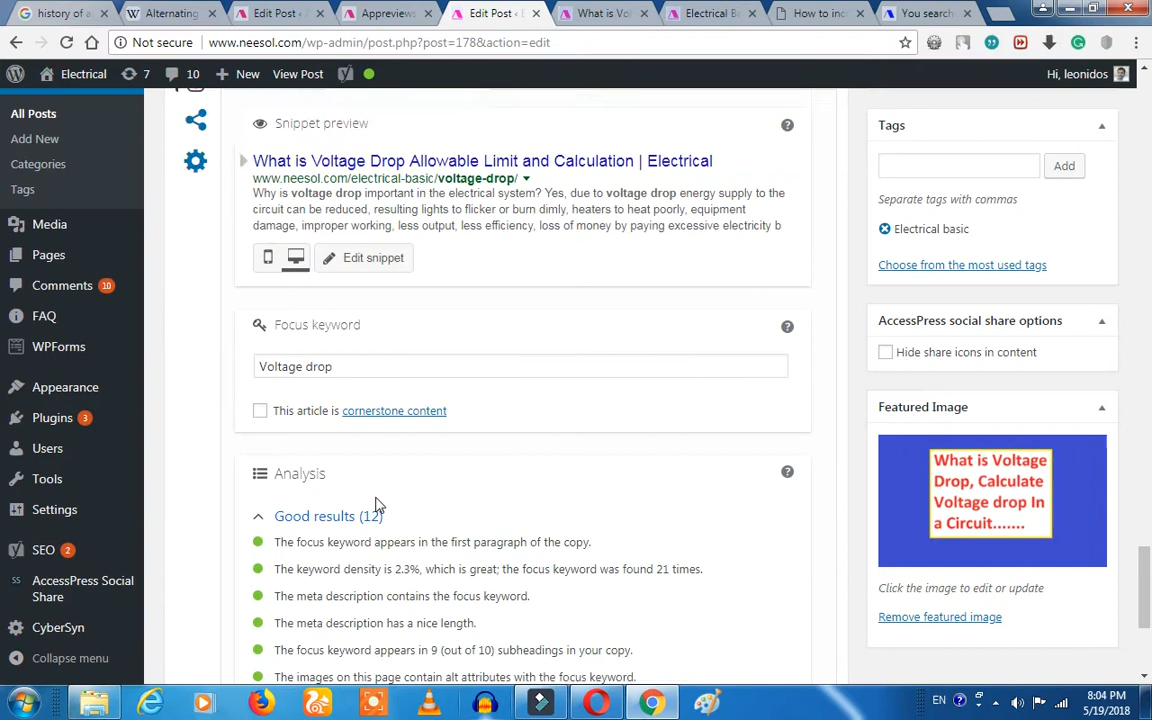 history of a
Alternating
Edit Post ‹
Appreviews
Edit Post ‹ E
What is Vol
Electrical Ba
How to inc
You search
Not secure
www.neesol.com/wp-admin/post.php?post=178&action=edit
Electrical
7
10
New
View Post
Hi, leonidos
All Posts
Add New
Categories
Tags
Media
Pages
Comments 10
FAQ
WPForms
Appearance
Plugins 3
Users
Tools
Settings
SEO 2
AccessPress Social
Share
CyberSyn
Collapse menu
Snippet preview
What is Voltage Drop Allowable Limit and Calculation | Electrical
www.neesol.com/electrical-basic/voltage-drop/
Why is voltage drop important in the electrical system? Yes, due to voltage drop energy supply to the
circuit can be reduced, resulting lights to flicker or burn dimly, heaters to heat poorly, equipment
damage, improper working, less output, less efficiency, loss of money by paying excessive electricity b
Edit snippet
Focus keyword
Voltage drop
This article is cornerstone content
Analysis
Good results (12)
The focus keyword appears in the first paragraph of the copy.
The keyword density is 2.3%, which is great; the focus keyword was found 21 times.
The meta description contains the focus keyword.
The meta description has a nice length.
The focus keyword appears in 9 (out of 10) subheadings in your copy.
The images on this page contain alt attributes with the focus keyword.
Tags
Add
Separate tags with commas
Electrical basic
Choose from the most used tags
AccessPress social share options
Hide share icons in content
Featured Image
What is Voltage
Drop, Calculate
Voltage drop In
a Circuit.......
Click the image to edit or update
Remove featured image
EN
8:04 PM
5/19/2018